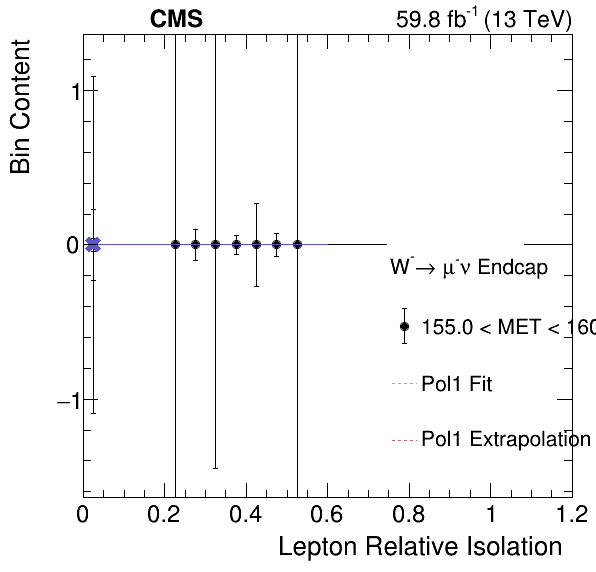 CMS
59.8 fb⁻¹ (13 TeV)
Bin Content
1
0
−1
W⁻→ μ⁻ν Endcap
155.0 < MET < 160
Pol1 Fit
Pol1 Extrapolation
0 0.2 0.4 0.6 0.8 1 1.2
Lepton Relative Isolation